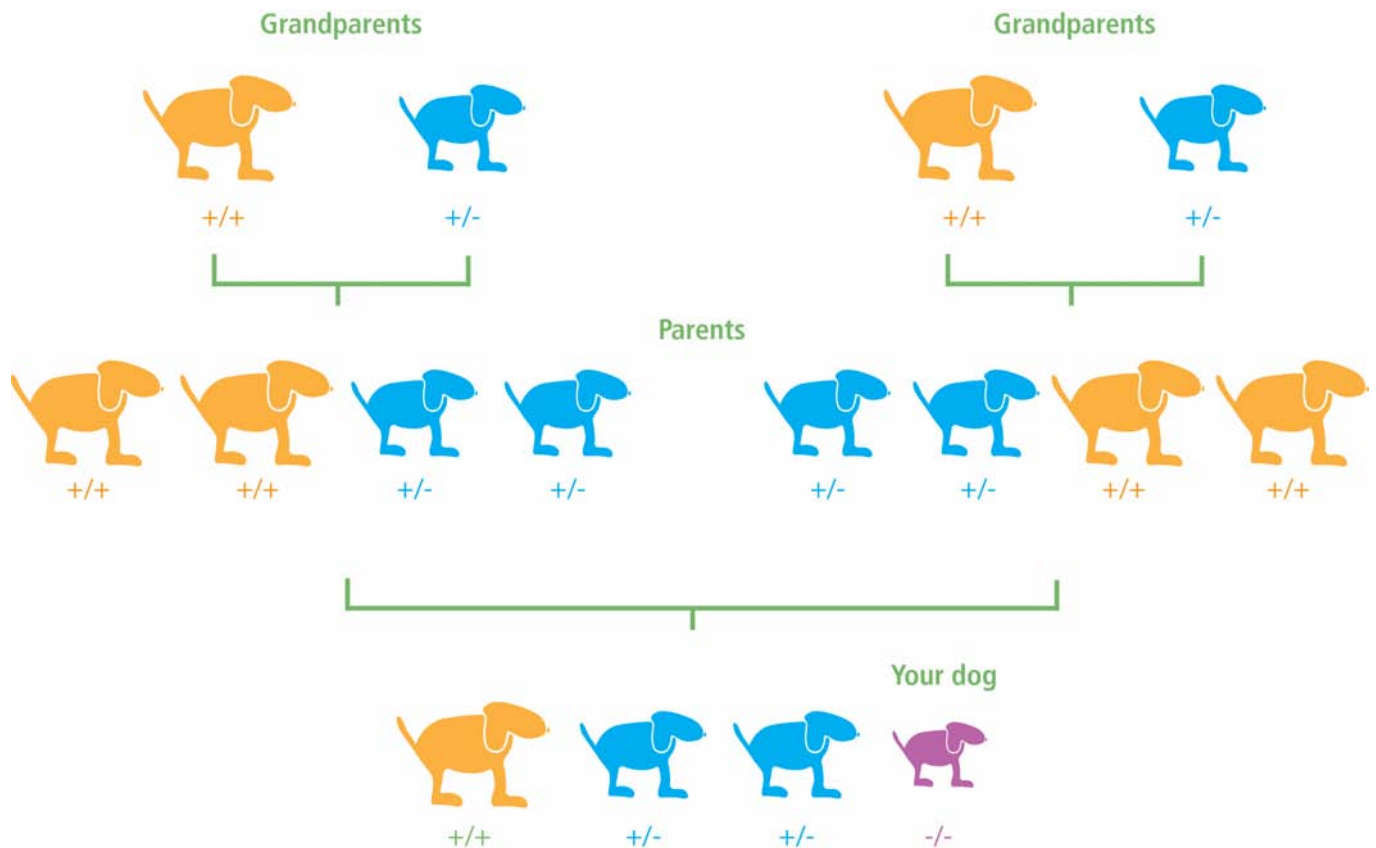 Grandparents Grandparents
+/+ +/- +/+ +/-
Parents
+/+ +/+ +/- +/- +/- +/- +/+ +/+
Your dog
+/+ +/- +/- -/-